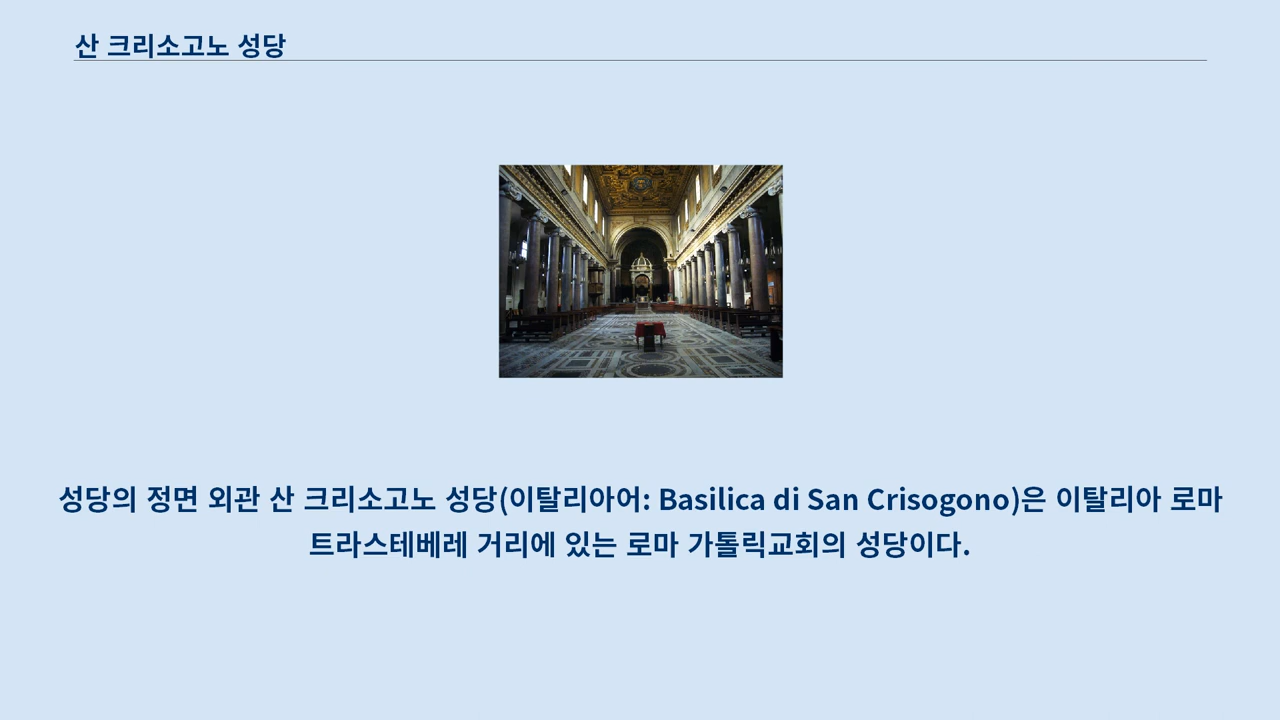 산 크리소고노 성당
성당의 정면 외관 산 크리소고노 성당(이탈리아어: Basilica di San Crisogono)은 이탈리아 로마
트라스테베레 거리에 있는 로마 가톨릭교회의 성당이다.